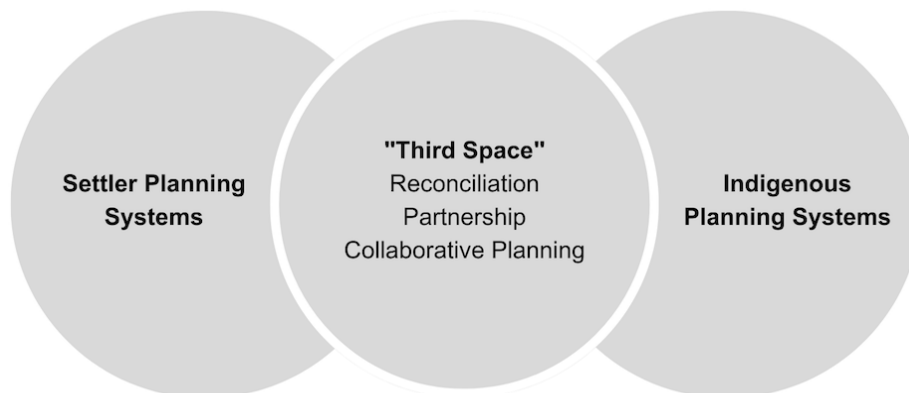 Settler Planning
Systems
"Third Space"
Reconciliation
Partnership
Collaborative Planning
Indigenous
Planning Systems